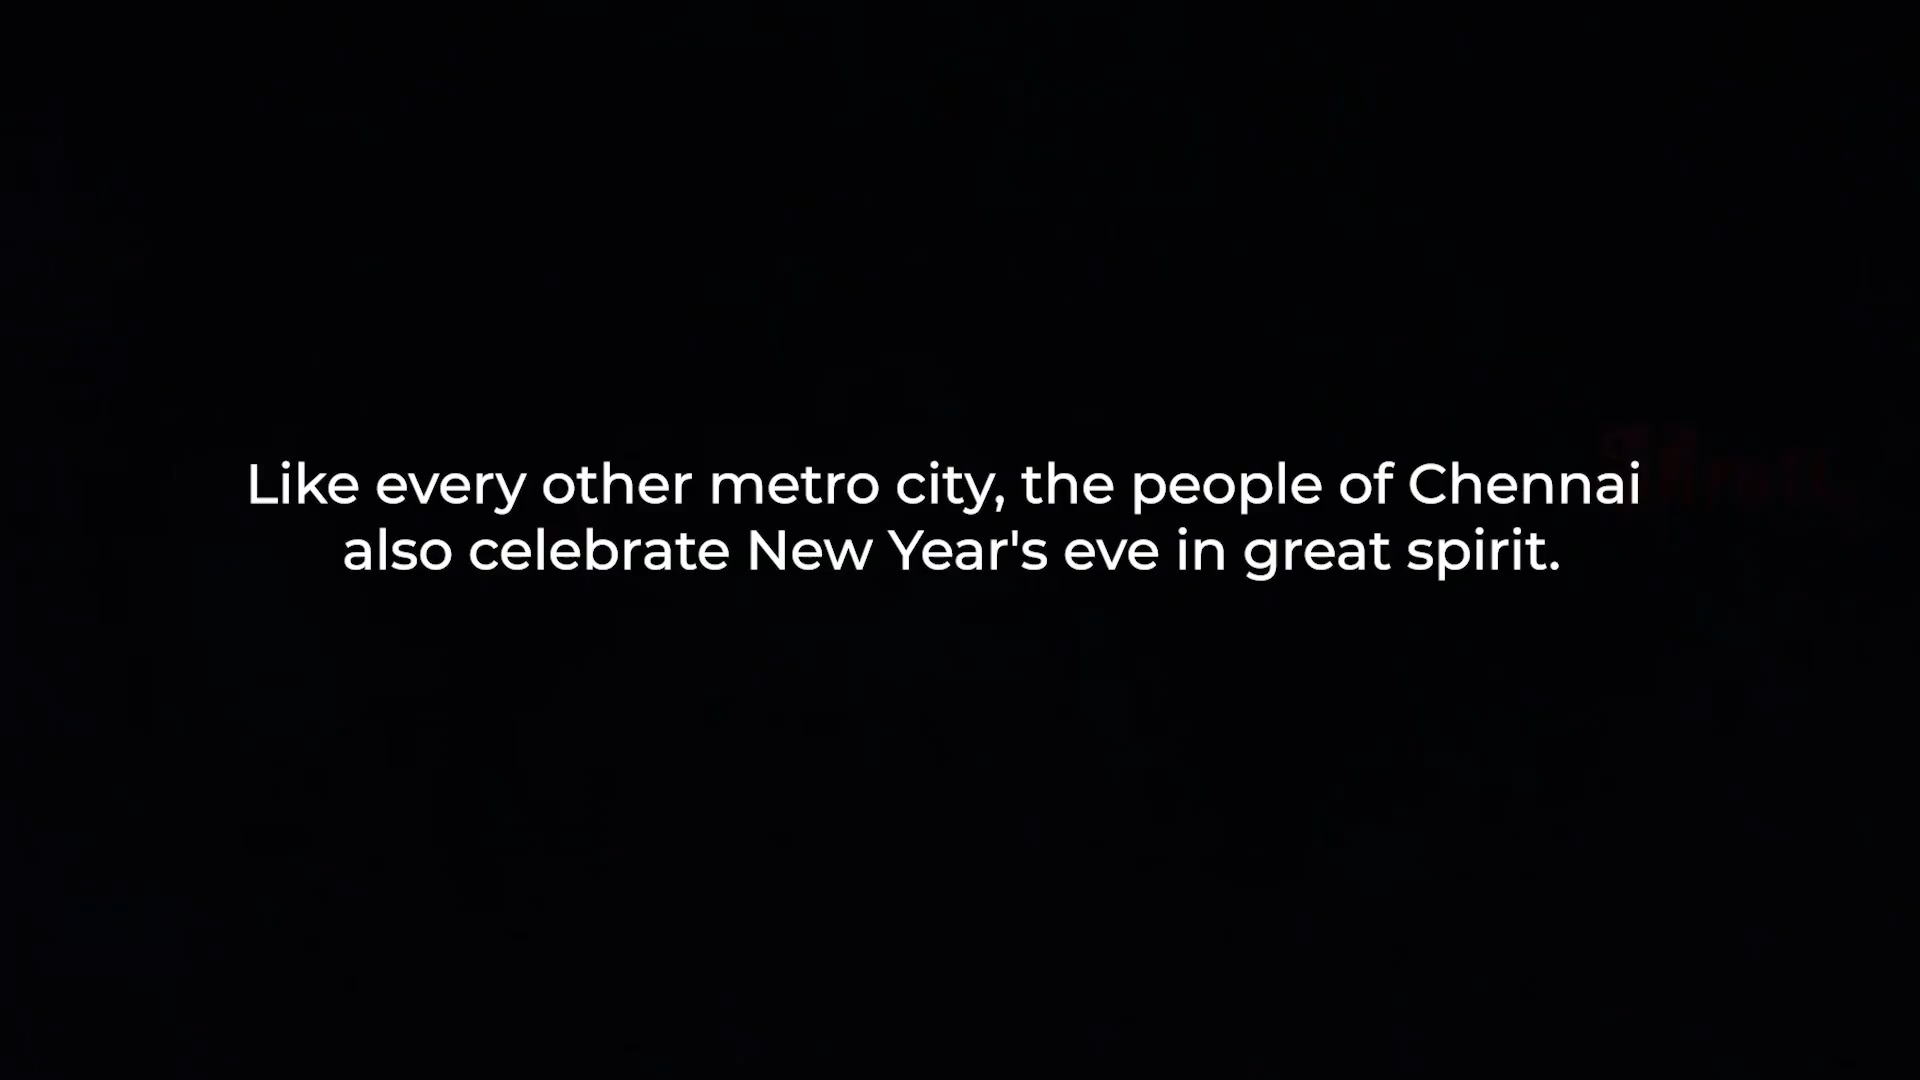 Like every other metro city, the people of Chennai
also celebrate New Year's eve in great spirit.